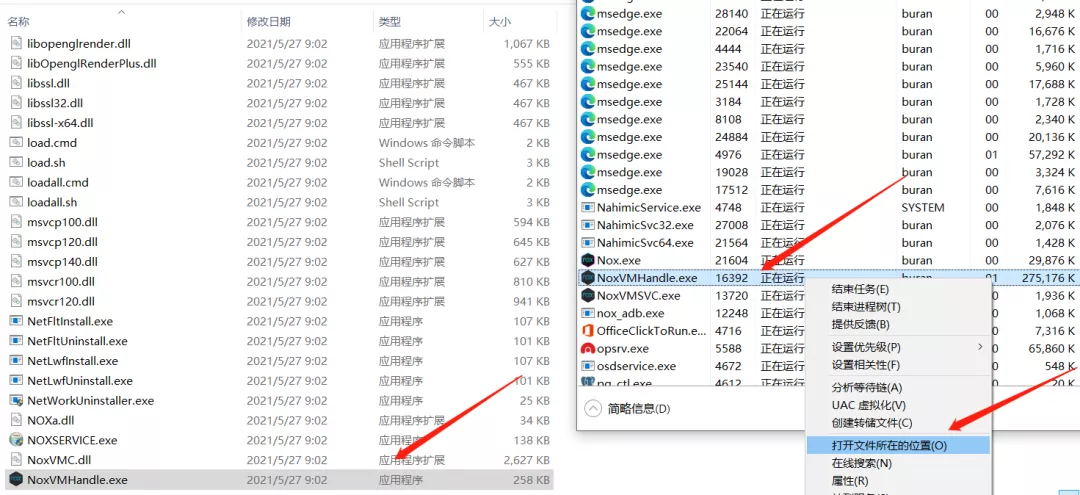 名称 修改日期 类型 大小
libopenglrender.dll 2021/5/27 9:02 应用程序扩展 1,067 KB
libOpenglRenderPlus.dll 2021/5/27 9:02 应用程序扩展 555 KB
libssl.dll 2021/5/27 9:02 应用程序扩展 467 KB
libssl32.dll 2021/5/27 9:02 应用程序扩展 467 KB
libssl-x64.dll 2021/5/27 9:02 应用程序扩展 467 KB
load.cmd 2021/5/27 9:02 Windows 命令脚本 2 KB
load.sh 2021/5/27 9:02 Shell Script 3 KB
loadall.cmd 2021/5/27 9:02 Windows 命令脚本 2 KB
loadall.sh 2021/5/27 9:02 Shell Script 3 KB
msvcp100.dll 2021/5/27 9:02 应用程序扩展 594 KB
msvcp120.dll 2021/5/27 9:02 应用程序扩展 645 KB
msvcp140.dll 2021/5/27 9:02 应用程序扩展 627 KB
msvcr100.dll 2021/5/27 9:02 应用程序扩展 810 KB
msvcr120.dll 2021/5/27 9:02 应用程序扩展 941 KB
NetFltInstall.exe 2021/5/27 9:02 应用程序 107 KB
NetFltUninstall.exe 2021/5/27 9:02 应用程序 101 KB
NetLwfInstall.exe 2021/5/27 9:02 应用程序 107 KB
NetLwfUninstall.exe 2021/5/27 9:02 应用程序 101 KB
NetWorkUninstaller.exe 2021/5/27 9:02 应用程序 25 KB
NOXa.dll 2021/5/27 9:02 应用程序扩展 34 KB
NOXSERVICE.exe 2021/5/27 9:02 应用程序 138 KB
NoxVMC.dll 2021/5/27 9:02 应用程序扩展 2,627 KB
NoxVMHandle.exe 2021/5/27 9:02 应用程序 258 KB
msedge.exe 28140 正在运行 buran 00 2,948 K
msedge.exe 22064 正在运行 buran 00 16,676 K
msedge.exe 4444 正在运行 buran 00 1,716 K
msedge.exe 23540 正在运行 buran 00 5,960 K
msedge.exe 25144 正在运行 buran 00 17,688 K
msedge.exe 3184 正在运行 buran 00 1,728 K
msedge.exe 8108 正在运行 buran 00 2,340 K
msedge.exe 24884 正在运行 buran 00 20,136 K
msedge.exe 4976 正在运行 buran 01 57,292 K
msedge.exe 19028 正在运行 buran 00 3,324 K
msedge.exe 17512 正在运行 buran 00 7,616 K
NahimicService.exe 4748 正在运行 SYSTEM 00 1,848 K
NahimicSvc32.exe 27008 正在运行 buran 00 2,076 K
NahimicSvc64.exe 21564 正在运行 buran 00 1,428 K
Nox.exe 21604 正在运行 buran 00 29,876 K
NoxVMHandle.exe 16392 正在运行 buran 01 275,176 K
NoxVMSVC.exe 13720 正在运行 1,936 K
nox_adb.exe 12248 正在运行 1,068 K
OfficeClickToRun.e... 4716 正在运行 7,316 K
opsrv.exe 5588 正在运行 65,860 K
osdservice.exe 4672 正在运行 548 K
pg_ctl.exe 4612 正在运行 20 K
简略信息(D)
结束任务(E)
结束进程树(T)
提供反馈(B)
设置优先级(P)
设置相关性(F)
分析等待链(A)
UAC 虚拟化(V)
创建转储文件(C)
打开文件所在的位置(O)
在线搜索(N)
属性(R)